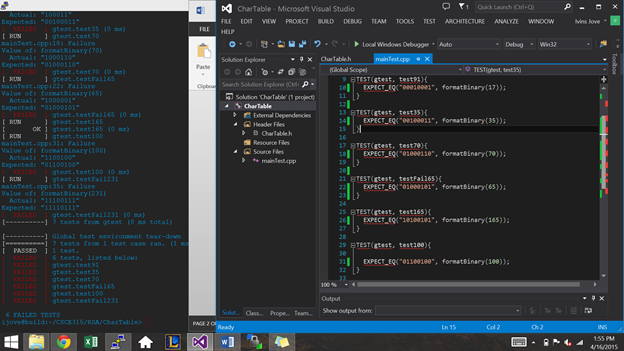 Actual: "100011"
Expected: "00100011"
FAILED ] gtest.test35 (0 ms)
[ RUN ] gtest.test70
mainTest.cpp:18: Failure
Value of: formatBinary(70)
Actual: "1000110"
Expected: "01000110"
FAILED ] gtest.test70 (0 ms)
[ RUN ] gtest.testFail65
mainTest.cpp:22: Failure
Value of: formatBinary(65)
Actual: "1000001"
Expected: "01000101"
FAILED ] gtest.testFail65 (0 ms)
[ RUN ] gtest.test165
[ OK ] gtest.test165 (0 ms)
[ RUN ] gtest.test100
mainTest.cpp:31: Failure
Value of: formatBinary(100)
Actual: "1100100"
Expected: "01100100"
FAILED ] gtest.test100 (0 ms)
[ RUN ] gtest.testFail231
mainTest.cpp:35: Failure
Value of: formatBinary(231)
Actual: "11100111"
Expected: "11110111"
FAILED ] gtest.testFail231 (0 ms)
[----------] 7 tests from gtest (0 ms total)
[----------] Global test environment tear-down
[==========] 7 tests from 1 test case ran. (1 ms
[ PASSED ] 1 test.
FAILED ] 6 tests, listed below:
FAILED ] gtest.test91
FAILED ] gtest.test35
FAILED ] gtest.test70
FAILED ] gtest.testFail65
FAILED ] gtest.test100
FAILED ] gtest.testFail231
6 FAILED TESTS
ijove@build:~/CSCE315/RSA/CharTable>
FILE
Paste
Clipboard
PAGE 2 O
CharTable - Microsoft Visual Studio
1
Quick Launch (Ctrl+Q)
FILE EDIT VIEW PROJECT BUILD DEBUG TEAM TOOLS TEST ARCHITECTURE ANALYZE WINDOW Ivins Jove
HELP
Local Windows Debugger Auto Debug Win32
Solution Explorer
Search Solution Explorer (Ctrl+;)
Solution 'CharTable' (1 project)
CharTable
External Dependencies
Header Files
CharTable.h
Resource Files
Source Files
mainTest.cpp
Solut... Class... Prope... Team...
CharTable.h mainTest.cpp
(Global Scope) TEST(gtest, test35)
9 TEST(gtest, test91){
10 EXPECT_EQ("00010001", formatBinary(17));
11 }
12
13 TEST(gtest, test35){
14 EXPECT_EQ("00100011", formatBinary(35));
15 }
16
17 TEST(gtest, test70){
18 EXPECT_EQ("01000110", formatBinary(70));
19 }
20
21 TEST(gtest, testFail65){
22 EXPECT_EQ("01000101", formatBinary(65));
23 }
24
25 TEST(gtest, test165){
26 EXPECT_EQ("10100101", formatBinary(165));
27 }
28
29 TEST(gtest, test100){
30
31 EXPECT_EQ("01100100", formatBinary(100));
32 }
33
100 %
Output
Show output from:
Ready Ln 15 Col 2 Ch 2 INS
1:55 PM
4/16/2015